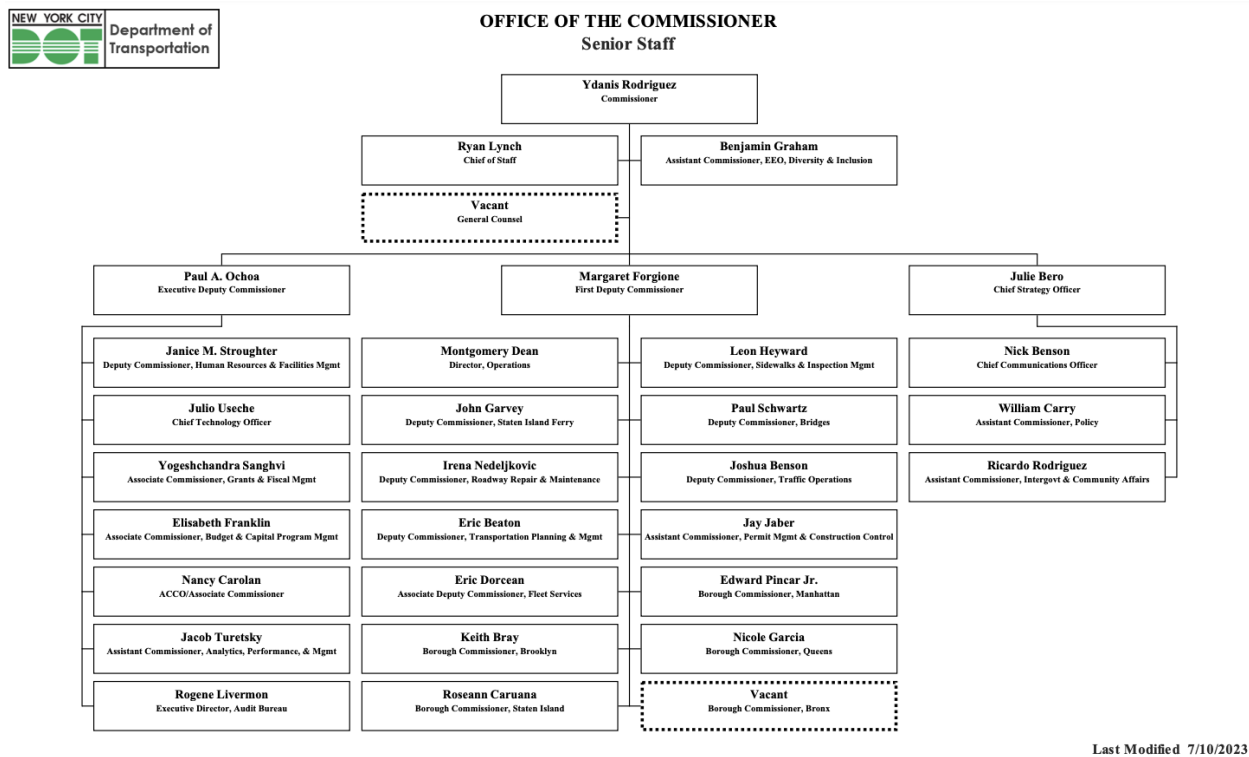 NEW YORK CITY
DOT
Department of
Transportation
OFFICE OF THE COMMISSIONER
Senior Staff
Ydanis Rodriguez
Commissioner
Ryan Lynch
Chief of Staff
Benjamin Graham
Assistant Commissioner, EEO, Diversity & Inclusion
Vacant
General Counsel
Paul A. Ochoa
Executive Deputy Commissioner
Margaret Forgione
First Deputy Commissioner
Julie Bero
Chief Strategy Officer
Janice M. Stroughter
Deputy Commissioner, Human Resources & Facilities Mgmt
Montgomery Dean
Director, Operations
Leon Heyward
Deputy Commissioner, Sidewalks & Inspection Mgmt
Nick Benson
Chief Communications Officer
Julio Useche
Chief Technology Officer
John Garvey
Deputy Commissioner, Staten Island Ferry
Paul Schwartz
Deputy Commissioner, Bridges
William Carry
Assistant Commissioner, Policy
Yogeshchandra Sanghvi
Associate Commissioner, Grants & Fiscal Mgmt
Irena Nedeljkovic
Deputy Commissioner, Roadway Repair & Maintenance
Joshua Benson
Deputy Commissioner, Traffic Operations
Ricardo Rodriguez
Assistant Commissioner, Intergovt & Community Affairs
Elisabeth Franklin
Associate Commissioner, Budget & Capital Program Mgmt
Eric Beaton
Deputy Commissioner, Transportation Planning & Mgmt
Jay Jaber
Assistant Commissioner, Permit Mgmt & Construction Control
Nancy Carolan
ACCO/Associate Commissioner
Eric Dorcean
Associate Deputy Commissioner, Fleet Services
Edward Pincar Jr.
Borough Commissioner, Manhattan
Jacob Turetsky
Assistant Commissioner, Analytics, Performance, & Mgmt
Keith Bray
Borough Commissioner, Brooklyn
Nicole Garcia
Borough Commissioner, Queens
Rogene Livermon
Executive Director, Audit Bureau
Roseann Caruana
Borough Commissioner, Staten Island
Vacant
Borough Commissioner, Bronx
Last Modified 7/10/2023